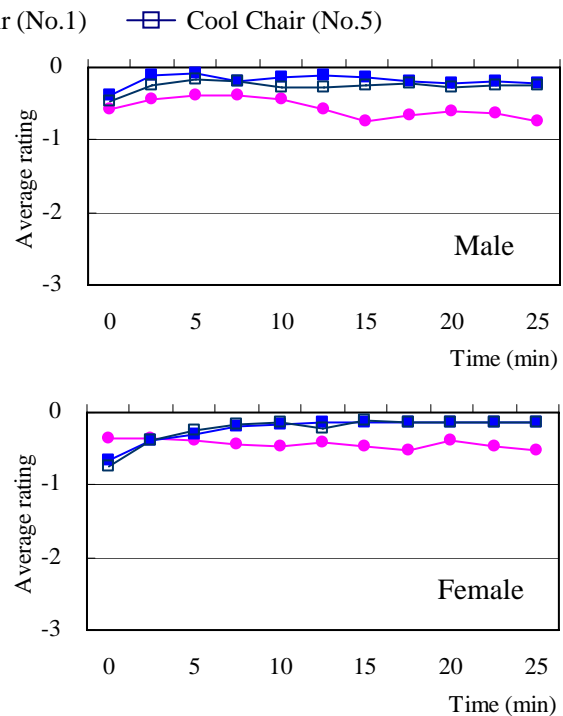 r (No.1) Cool Chair (No.5)
0
-1
-2
-3
Average rating
Male
0 5 10 15 20 25
Time (min)
0
-1
-2
-3
Average rating
Female
0 5 10 15 20 25
Time (min)